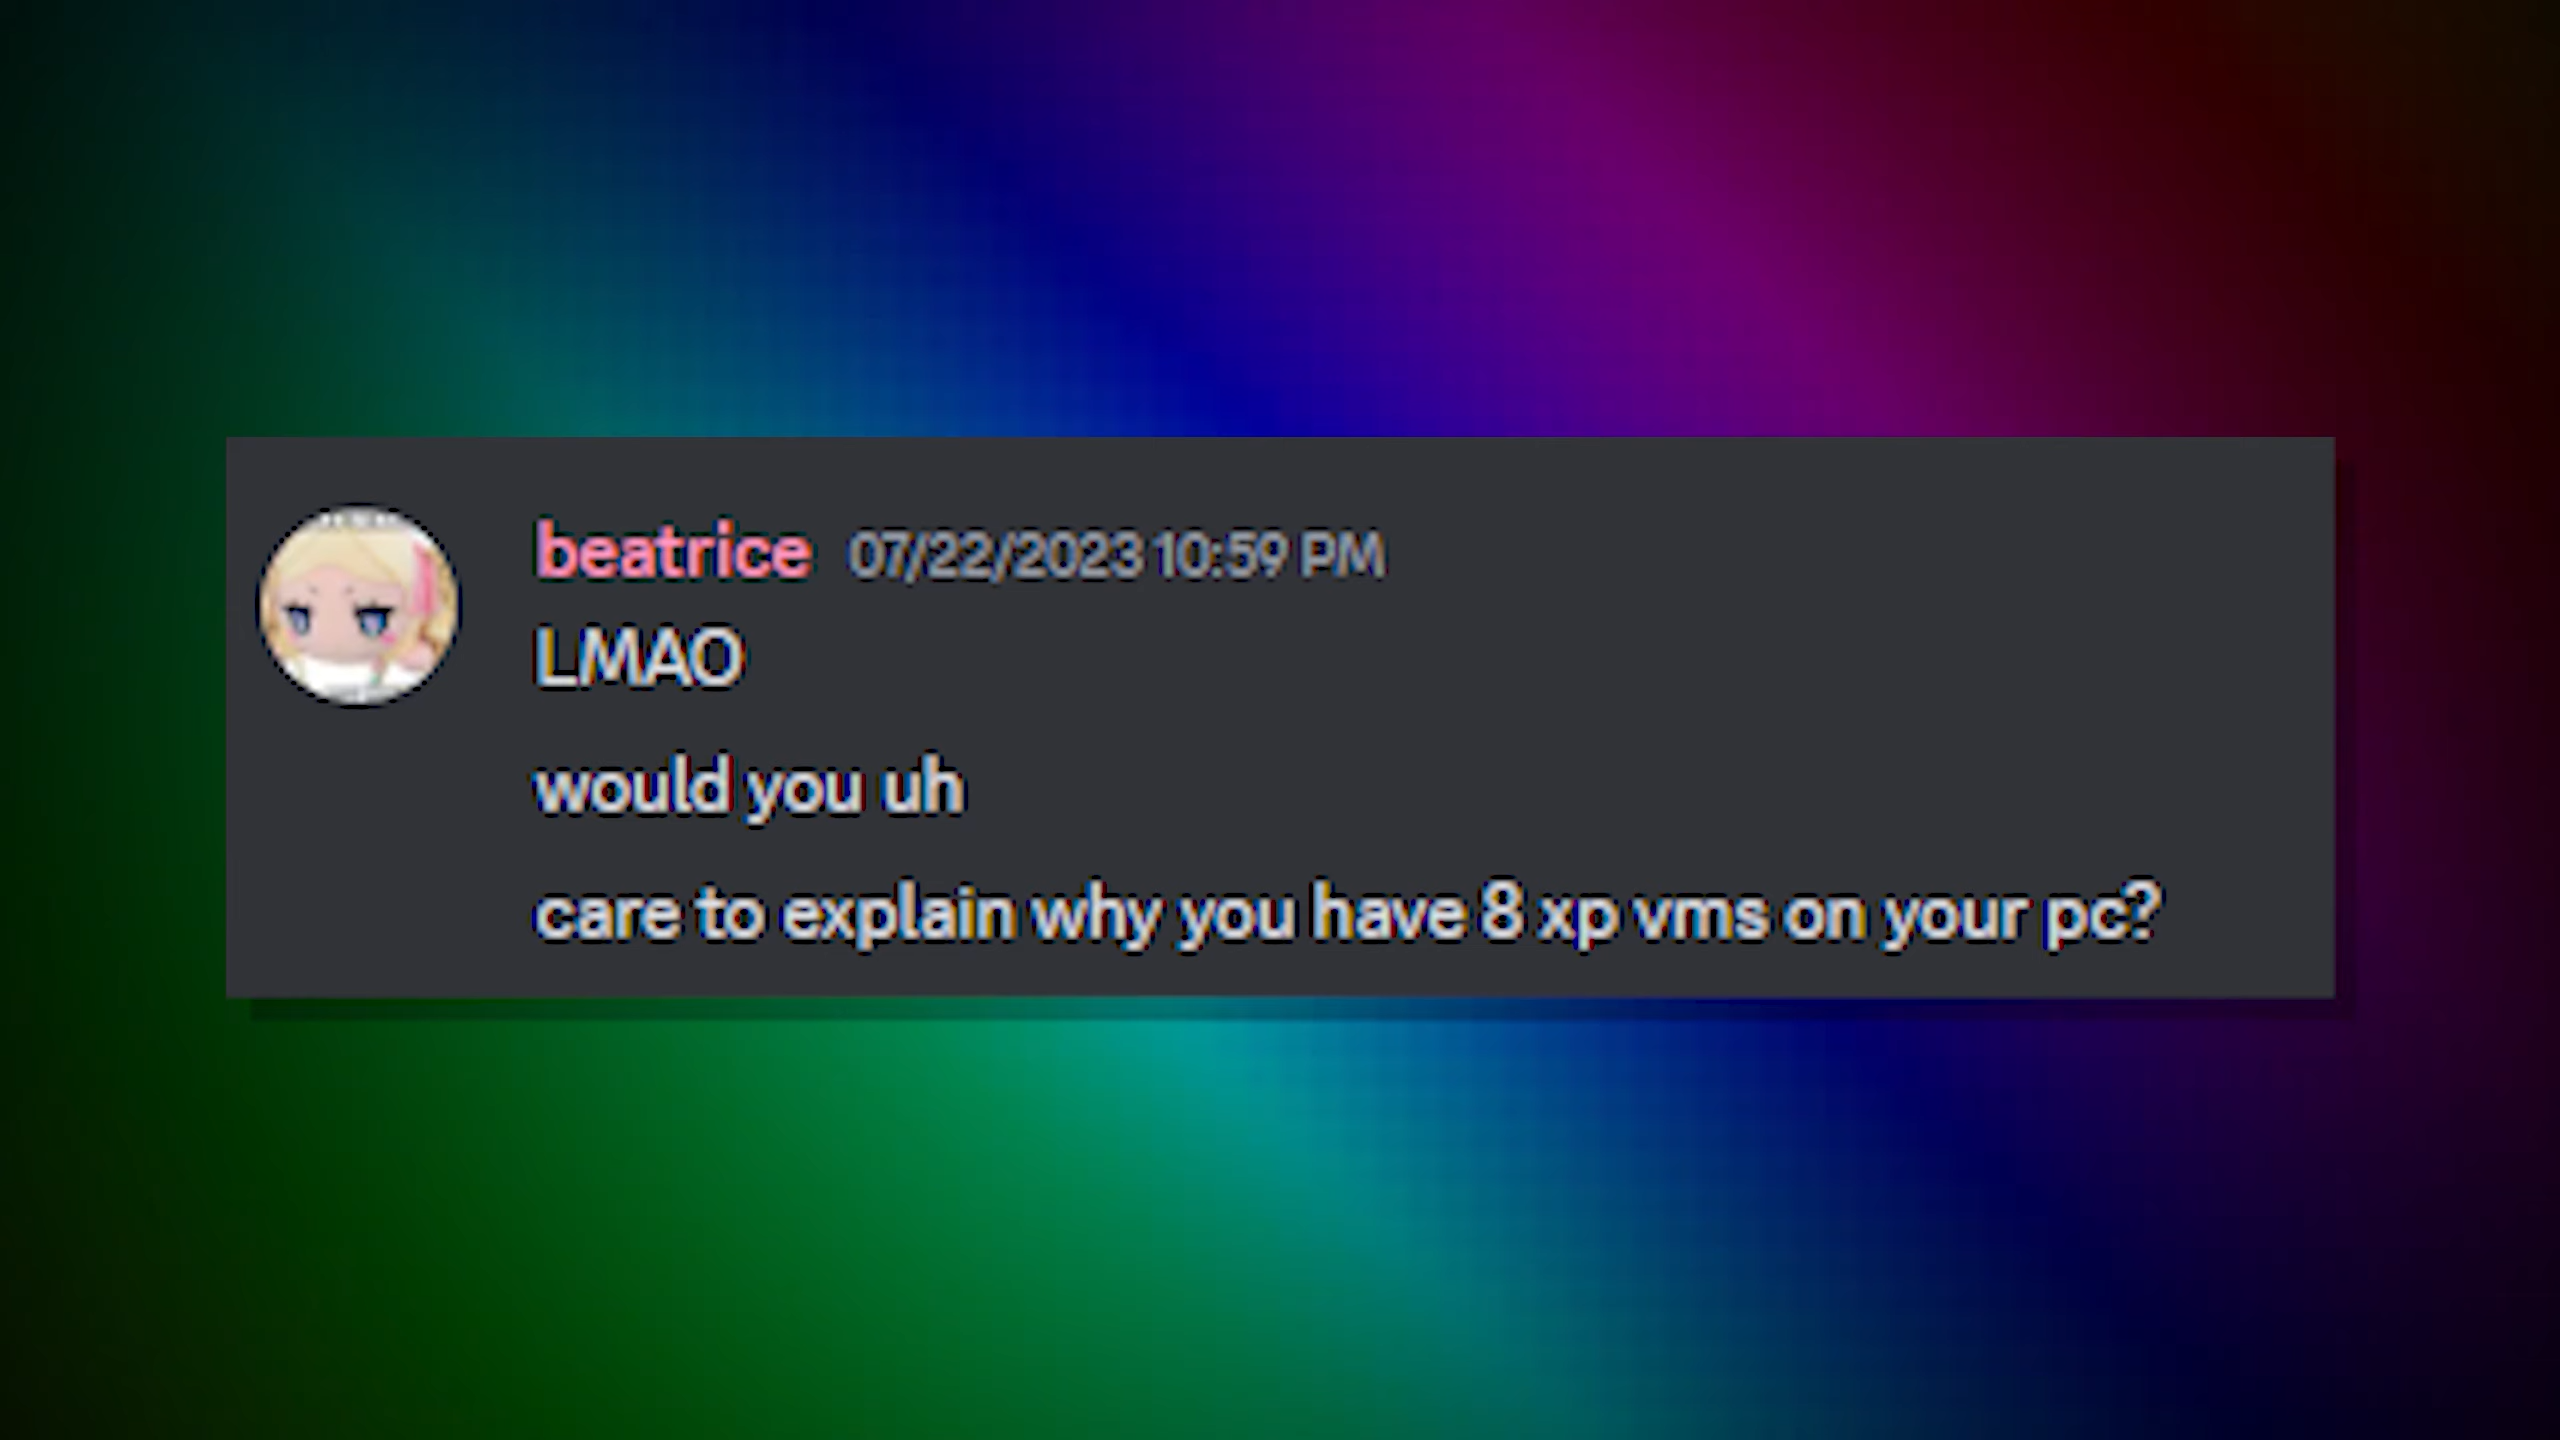 beatrice 07/22/2023 10:59 PM
LMAO
would you uh
care to explain why you have 8 xp vms on your pc?